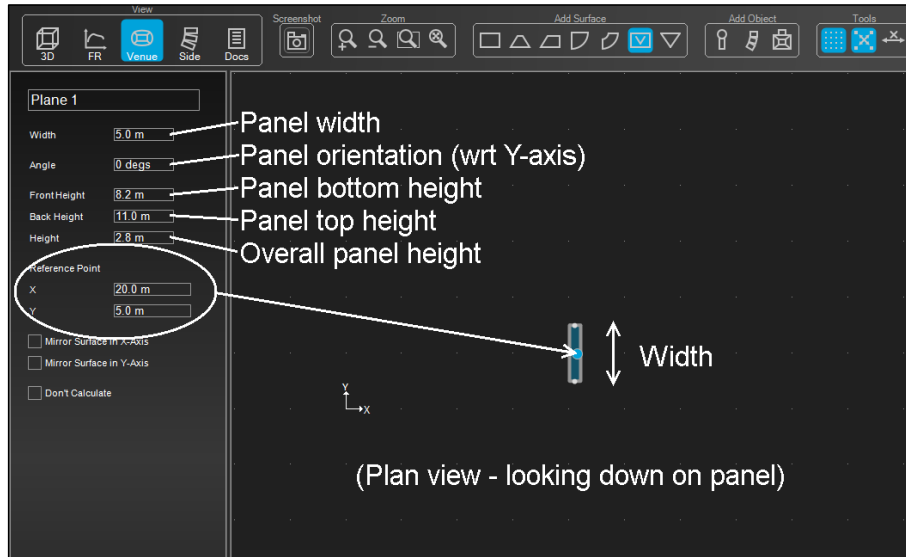 View
Screenshot
Zoom
Add Surface
Add Object
Tools
3D
FR
Venue
Side
Docs
X
Plane 1
Width
5.0 m
Panel width
Angle
0 degs
Panel orientation (wrt Y-axis)
Front Height
8.2 m
Panel bottom height
Back Height
11.0 m
Panel top height
Height
2.8 m
Overall panel height
Reference Point
X
20.0 m
Y
5.0 m
Mirror Surface in X-Axis
Mirror Surface in Y-Axis
Width
Don't Calculate
Y
X
(Plan view - looking down on panel)